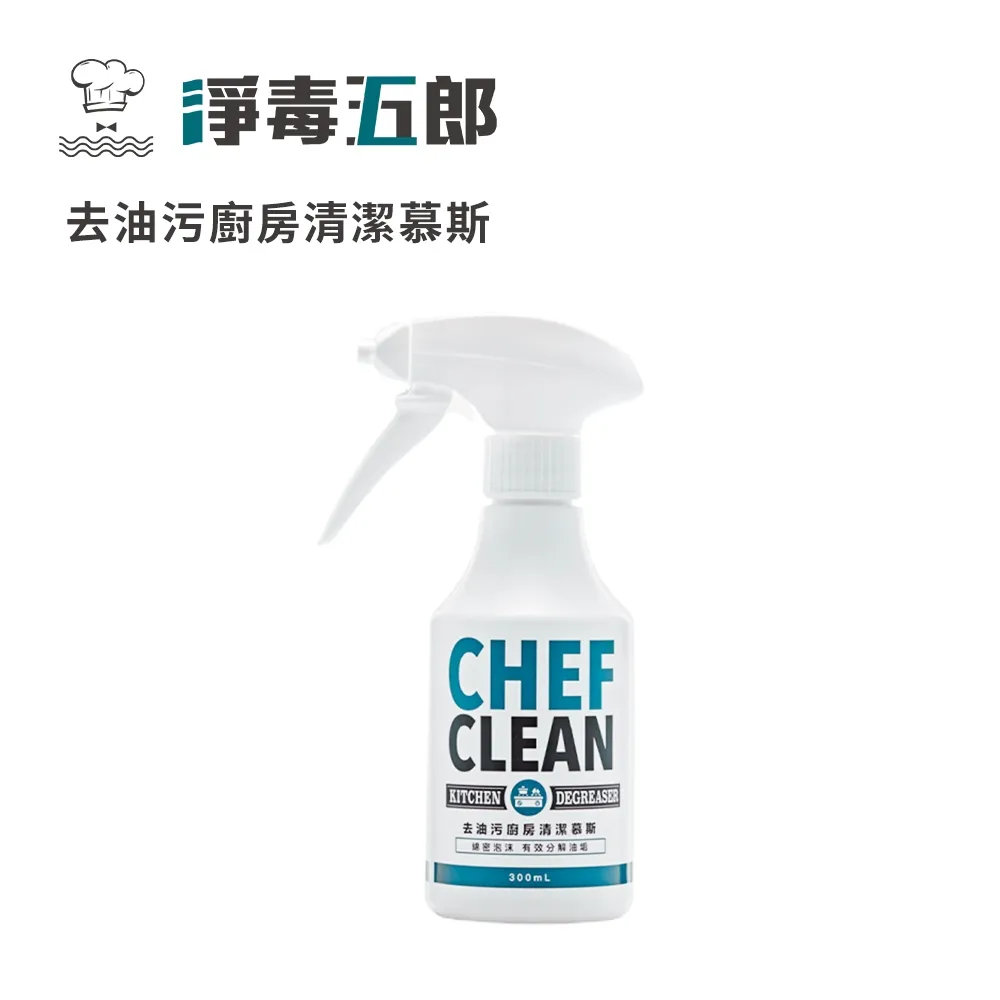 淨毒五郎
去油污廚房清潔慕斯
CHEF
CLEAN
KITCHEN DEGREASER
去油污廚房清潔慕斯
綿密泡沫 有效分解油垢
300mL